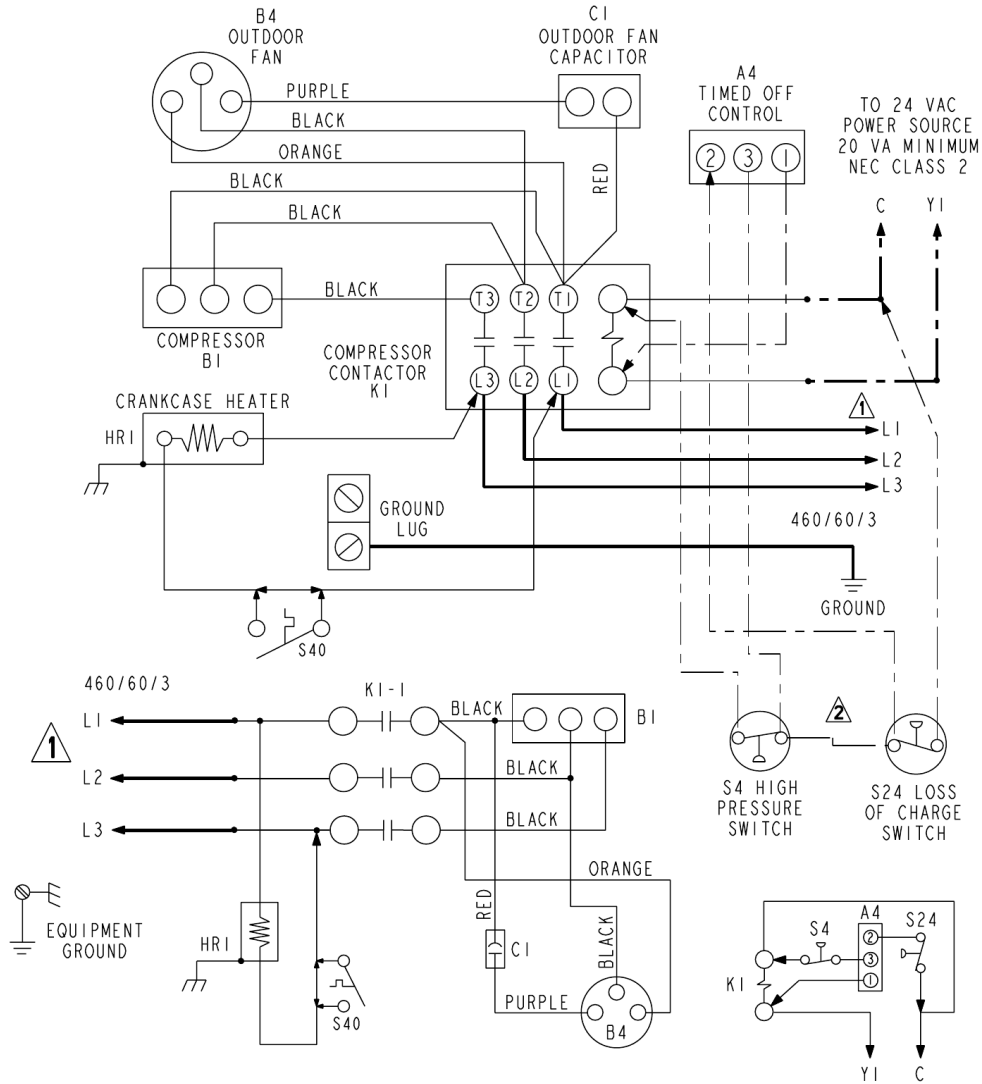 B4
OUTDOOR
FAN
C1
OUTDOOR FAN
CAPACITOR
A4
TIMED OFF
CONTROL
TO 24 VAC
POWER SOURCE
20 VA MINIMUM
NEC CLASS 2
PURPLE
BLACK
ORANGE
BLACK
BLACK
RED
2 3 1
C Y1
BLACK
T3 T2 T1
COMPRESSOR
B1
COMPRESSOR
CONTACTOR
K1
L3 L2 L1
CRANKCASE HEATER
HR1
1
L1
L2
L3
GROUND
LUG
460/60/3
GROUND
S40
460/60/3
K1-1
BLACK
B1
L1
1
2
L2
BLACK
L3
BLACK
S4 HIGH
PRESSURE
SWITCH
S24 LOSS
OF CHARGE
SWITCH
ORANGE
RED
BLACK
EQUIPMENT
GROUND
HR1
C1
S40
PURPLE
B4
A4
S4
S24
2
3
1
K1
Y1 C